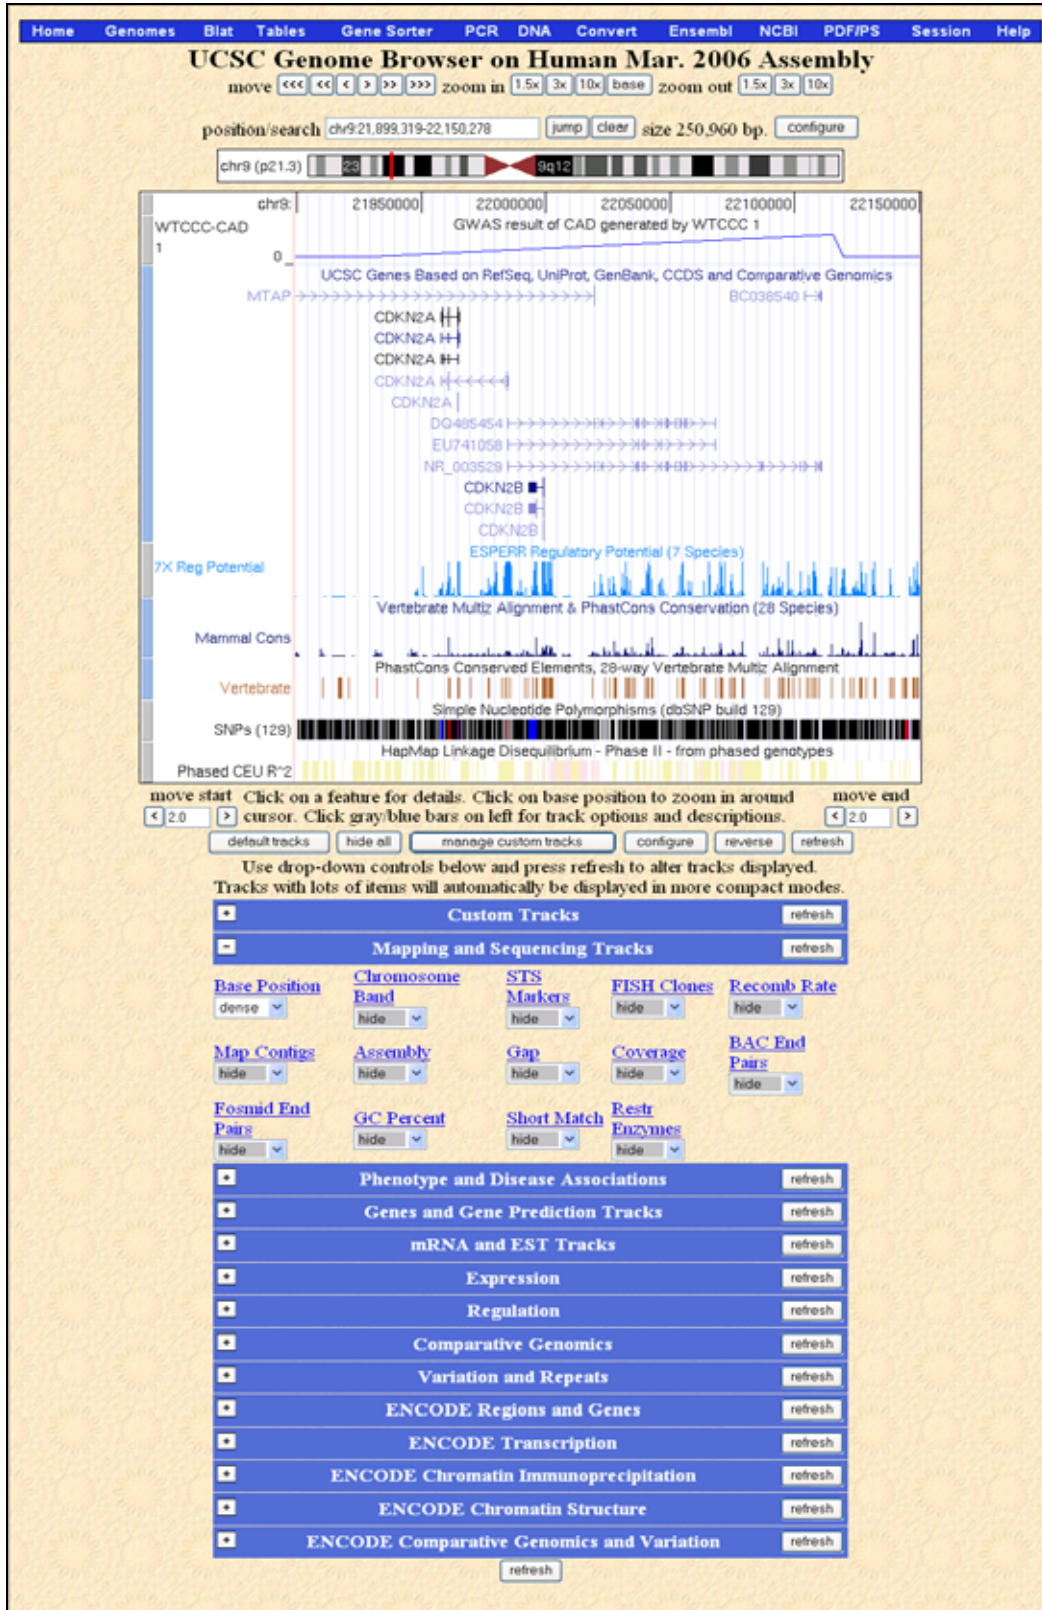 Home Genomes Blat Tables Gene Sorter PCR DNA Convert Ensembl NCBI PDF/PS Session Help
UCSC Genome Browser on Human Mar. 2006 Assembly
move <<< << < > >> >>> zoom in 1.5x 3x 10x base zoom out 1.5x 3x 10x
position/search chr9:21,899,319-22,150,278 jump clear size 250,960 bp. configure
chr9 (p21.3) 23 9q12
chr9: 21950000 22000000 22050000 22100000 22150000
GWAS result of CAD generated by WTCCC 1
WTCCC-CAD
1
0 _
UCSC Genes Based on RefSeq, UniProt, GenBank, CCDS and Comparative Genomics
MTAP BC038540
CDKN2A
CDKN2A
CDKN2A
CDKN2A
CDKN2A
DQ485454
EU741058
NR_003529
CDKN2B
CDKN2B
CDKN2B
ESPERR Regulatory Potential (7 Species)
7X Reg Potential
Vertebrate Multiz Alignment & PhastCons Conservation (28 Species)
Mammal Cons
PhastCons Conserved Elements, 28-way Vertebrate Multiz Alignment
Vertebrate
Simple Nucleotide Polymorphisms (dbSNP build 129)
SNPs (129)
HapMap Linkage Disequilibrium - Phase II - from phased genotypes
Phased CEU R^2
move start Click on a feature for details. Click on base position to zoom in around move end
< 2.0 > cursor. Click gray/blue bars on left for track options and descriptions. < 2.0 >
default tracks hide all manage custom tracks configure reverse refresh
Use drop-down controls below and press refresh to alter tracks displayed.
Tracks with lots of items will automatically be displayed in more compact modes.
+ Custom Tracks refresh
- Mapping and Sequencing Tracks refresh
Base Position Chromosome Band STS Markers FISH Clones Recomb Rate
dense hide hide hide hide
Map Contigs Assembly Gap Coverage BAC End Pairs
hide hide hide hide hide
Fosmid End Pairs GC Percent Short Match Restr Enzymes
hide hide hide hide
+ Phenotype and Disease Associations refresh
+ Genes and Gene Prediction Tracks refresh
+ mRNA and EST Tracks refresh
+ Expression refresh
+ Regulation refresh
+ Comparative Genomics refresh
+ Variation and Repeats refresh
+ ENCODE Regions and Genes refresh
+ ENCODE Transcription refresh
+ ENCODE Chromatin Immunoprecipitation refresh
+ ENCODE Chromatin Structure refresh
+ ENCODE Comparative Genomics and Variation refresh
refresh